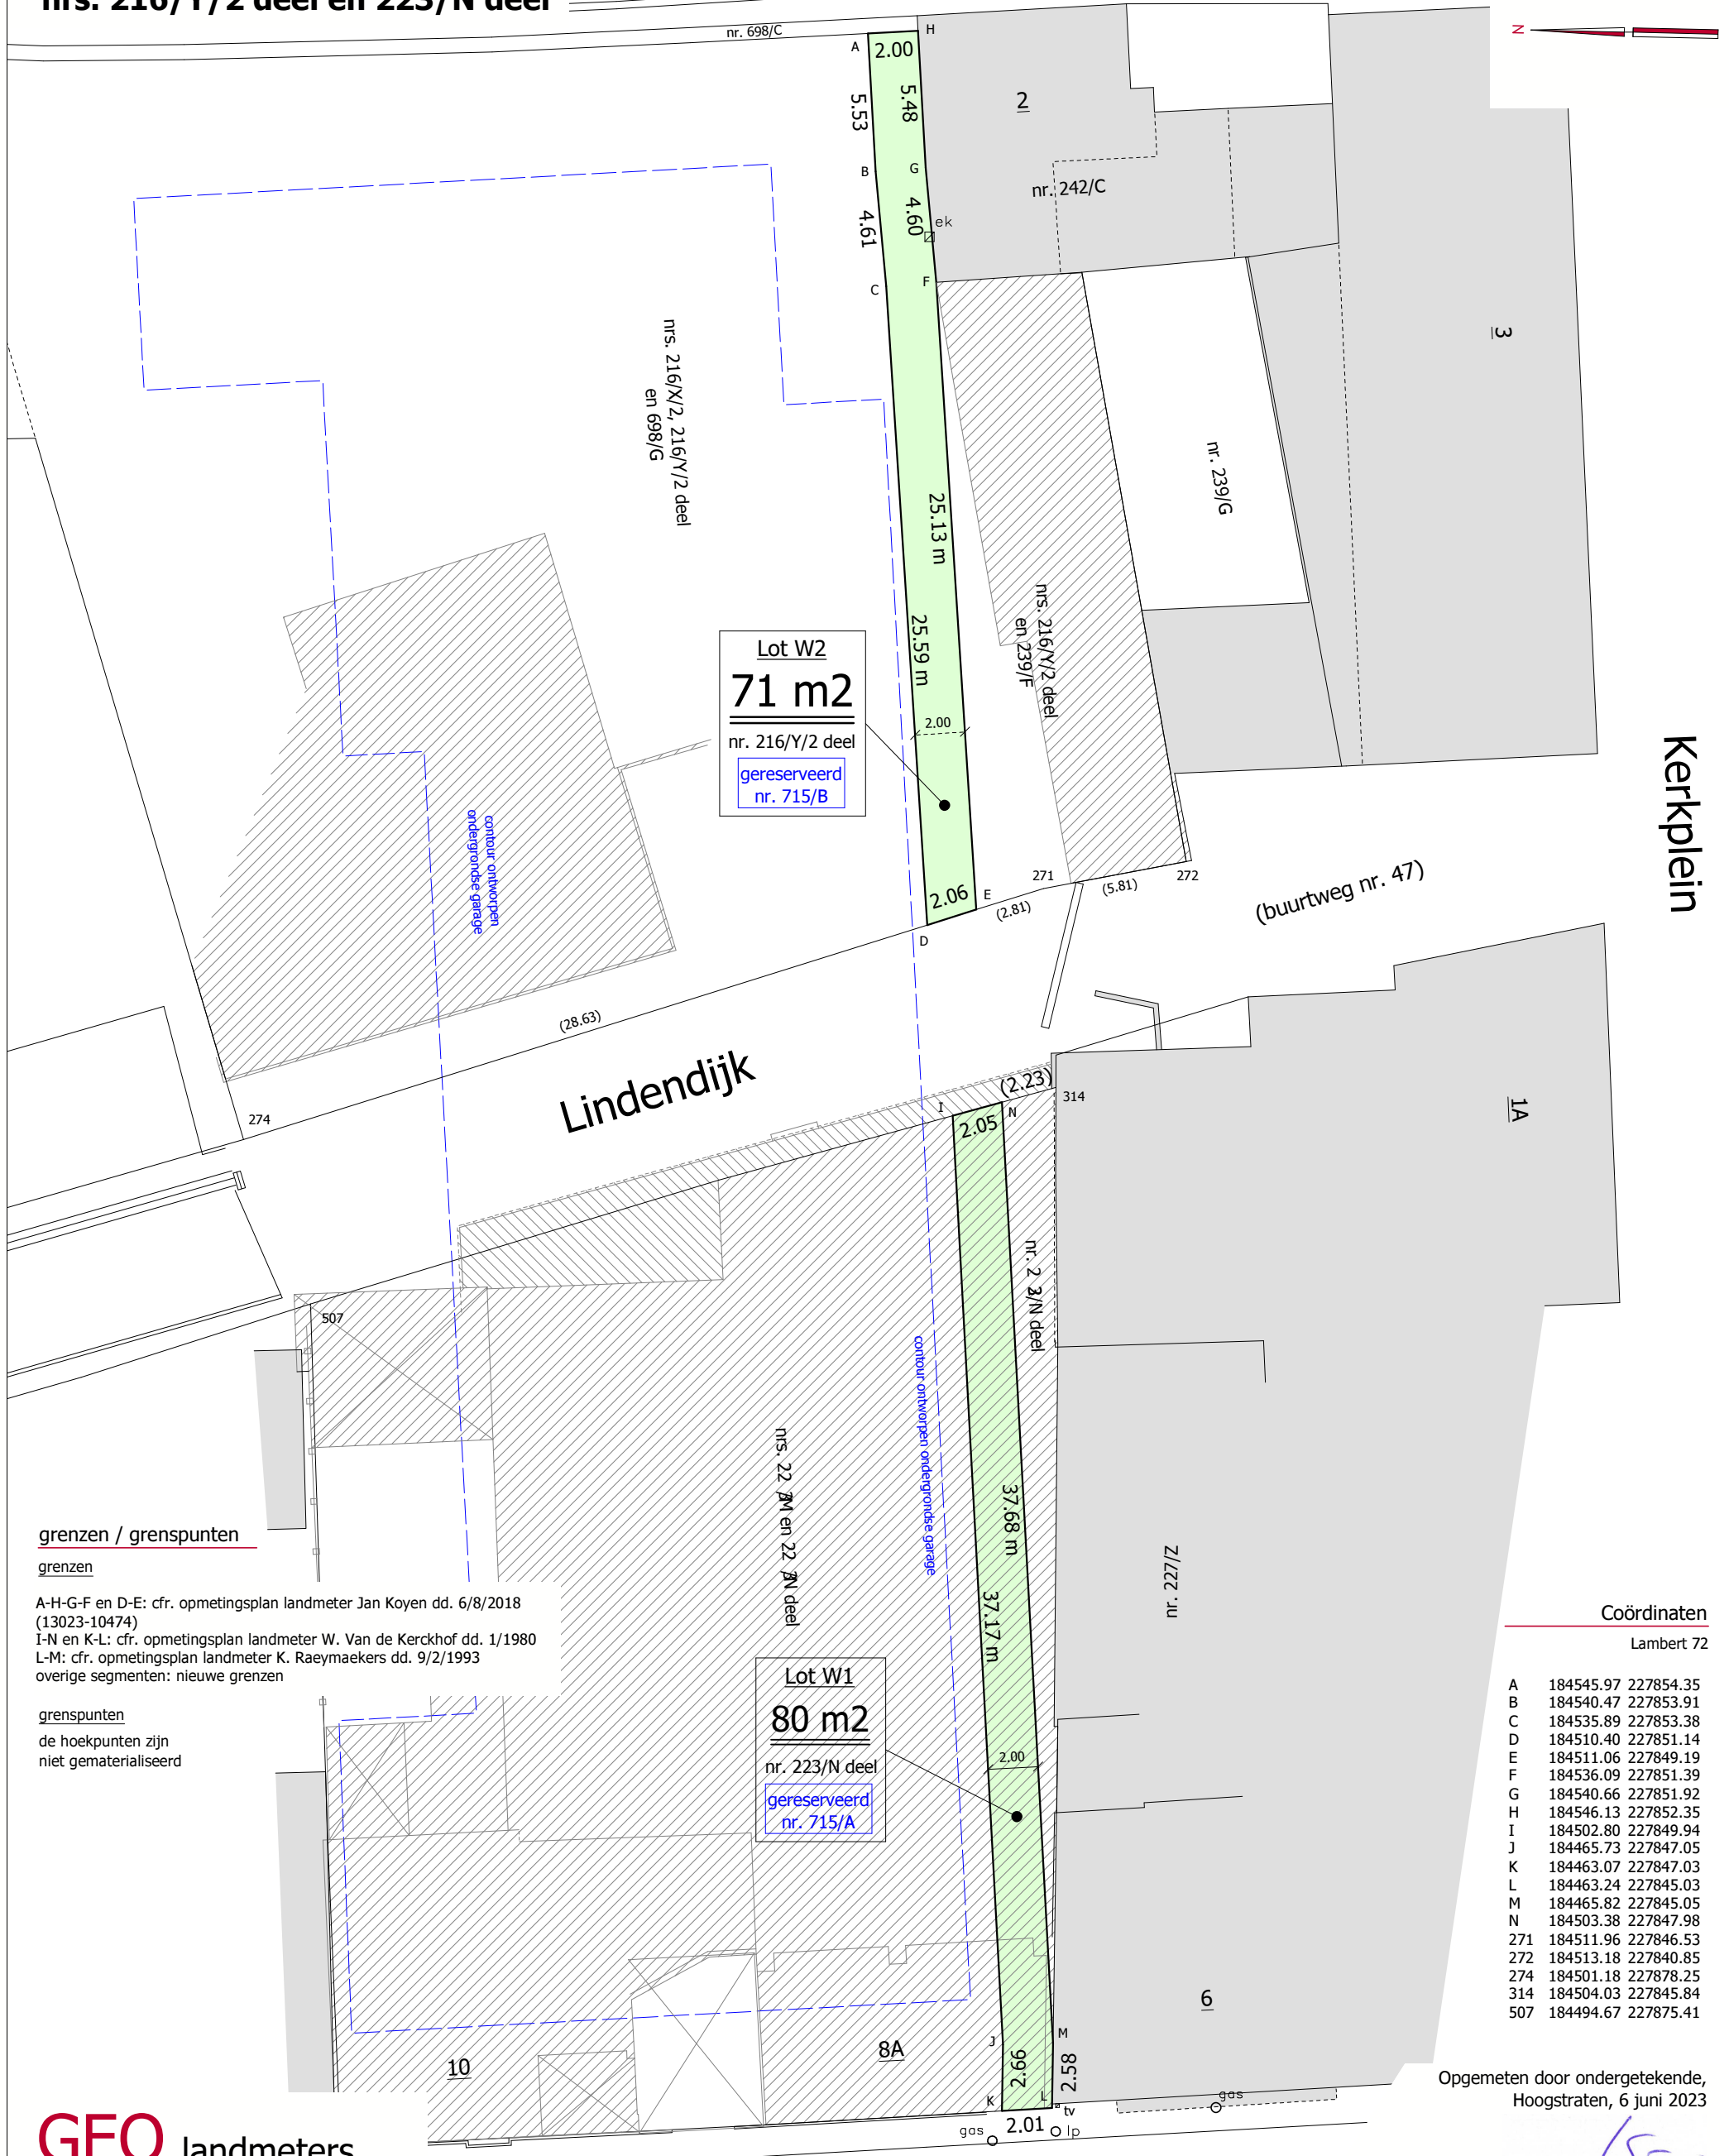 nrs. 216/Y/2 deel en 223/N deel
nr. 698/C
N
A
2.00
H
5.53
5.48
2
B
G
nr. 242/C
4.61
4.60
ek
C
F
3
nrs. 216/X/2, 216/Y/2 deel
en 698/G
nr. 239/G
25.13 m
25.59 m
nrs. 216/Y/2 deel
en 239/F
Lot W2
71 m2
nr. 216/Y/2 deel
gereserveerd
nr. 715/B
2.00
Kerkplein
contour ontworpen
ondergrondse garage
2.06
E
D
(2.81)
271
(5.81)
272
(buurtweg nr. 47)
(28.63)
Lindendijk
274
(2.23)
314
I
N
2.05
1A
507
nr. 2 23/N deel
contour ontworpen ondergrondse garage
nrs. 22 3/M en 22 3/N deel
37.68 m
37.17 m
nr. 227/Z
grenzen / grenspunten
grenzen
A-H-G-F en D-E: cfr. opmetingsplan landmeter Jan Koyen dd. 6/8/2018
(13023-10474)
I-N en K-L: cfr. opmetingsplan landmeter W. Van de Kerckhof dd. 1/1980
L-M: cfr. opmetingsplan landmeter K. Raeymaekers dd. 9/2/1993
overige segmenten: nieuwe grenzen
grenspunten
de hoekpunten zijn
niet gematerialiseerd
Lot W1
80 m2
nr. 223/N deel
gereserveerd
nr. 715/A
2.00
Coördinaten
Lambert 72
A 184545.97 227854.35
B 184540.47 227853.91
C 184535.89 227853.38
D 184510.40 227851.14
E 184511.06 227849.19
F 184536.09 227851.39
G 184540.66 227851.92
H 184546.13 227852.35
I 184502.80 227849.94
J 184465.73 227847.05
K 184463.07 227847.03
L 184463.24 227845.03
M 184465.82 227845.05
N 184503.38 227847.98
271 184511.96 227846.53
272 184513.18 227840.85
274 184501.18 227878.25
314 184504.03 227845.84
507 184494.67 227875.41
6
10
8A
J
M
2.66
2.58
K
L
2.01
tv
lp
gas
gas
Opgemeten door ondergetekende,
Hoogstraten, 6 juni 2023
GEO landmeters